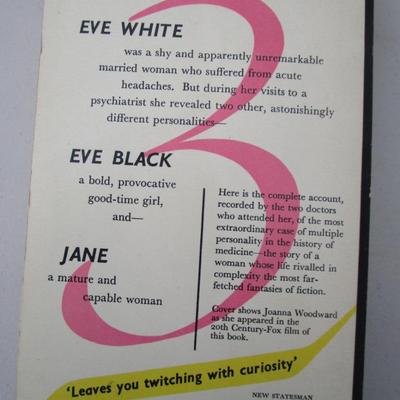 EVE WHITE
was a shy and apparently unremarkable
married woman who suffered from acute
headaches. But during her visits to a
psychiatrist she revealed two other, astonishingly
different personalities—
EVE BLACK
a bold, provocative
good-time girl,
and—
JANE
a mature and
capable woman
Here is the complete account,
recorded by the two doctors
who attended her, of the most
extraordinary case of multiple
personality in the history of
medicine—the story of a
woman whose life rivalled in
complexity the most far-
fetched fantasies of fiction.
Cover shows Joanna Woodward
as she appeared in the
20th Century-Fox film of
this book.
'Leaves you twitching with curiosity'
NEW STATESMAN